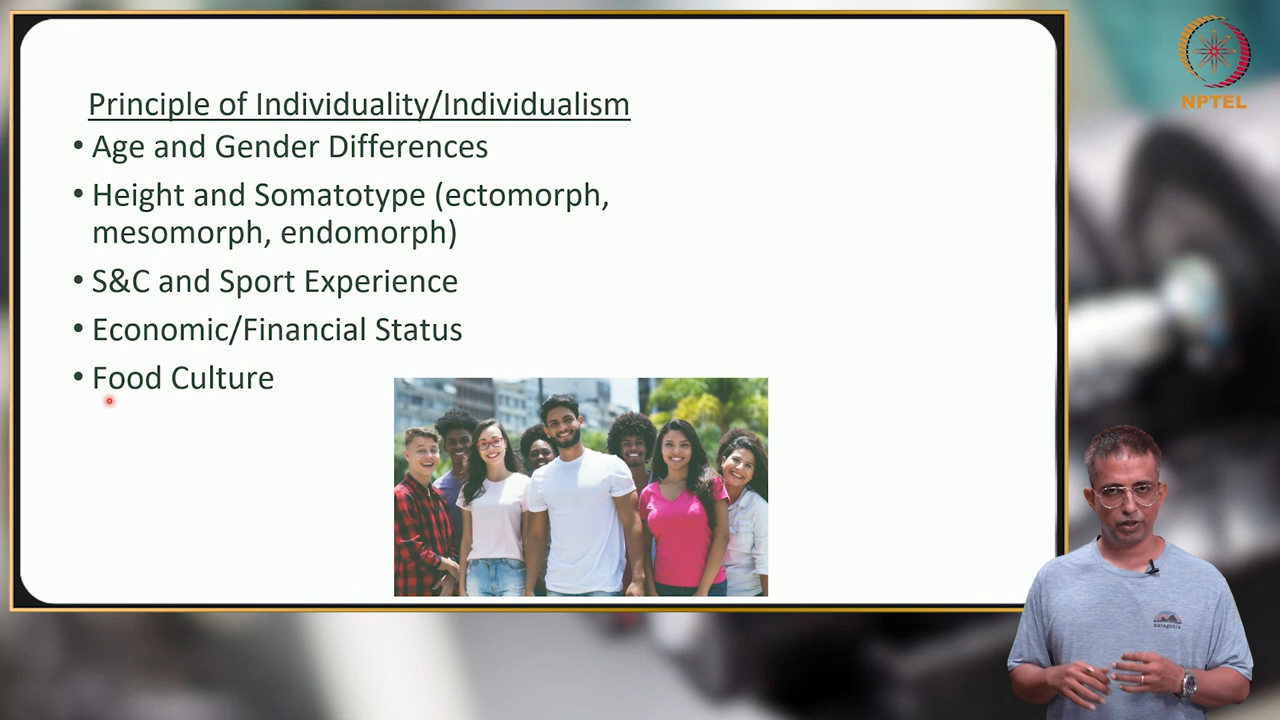 Principle of Individuality/Individualism
• Age and Gender Differences
• Height and Somatotype (ectomorph,
mesomorph, endomorph)
• S&C and Sport Experience
• Economic/Financial Status
• Food Culture
NPTEL
patagonia